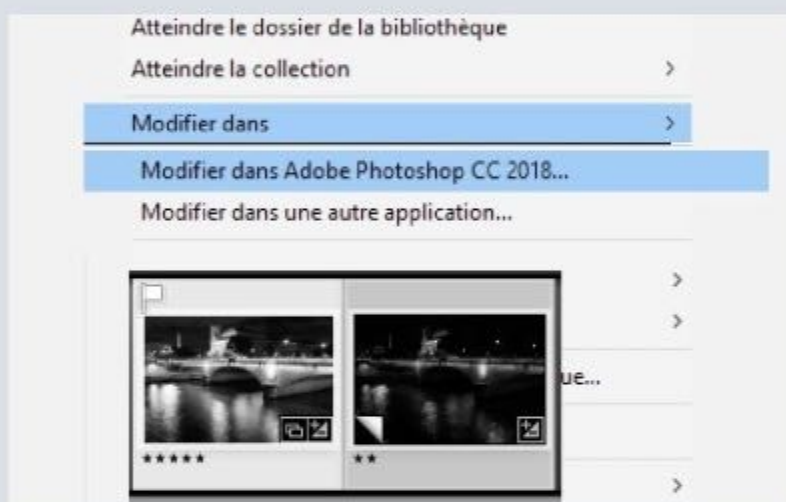 Atteindre le dossier de la bibliothèque
Atteindre la collection
Modifier dans
Modifier dans Adobe Photoshop CC 2018...
Modifier dans une autre application...
ue...